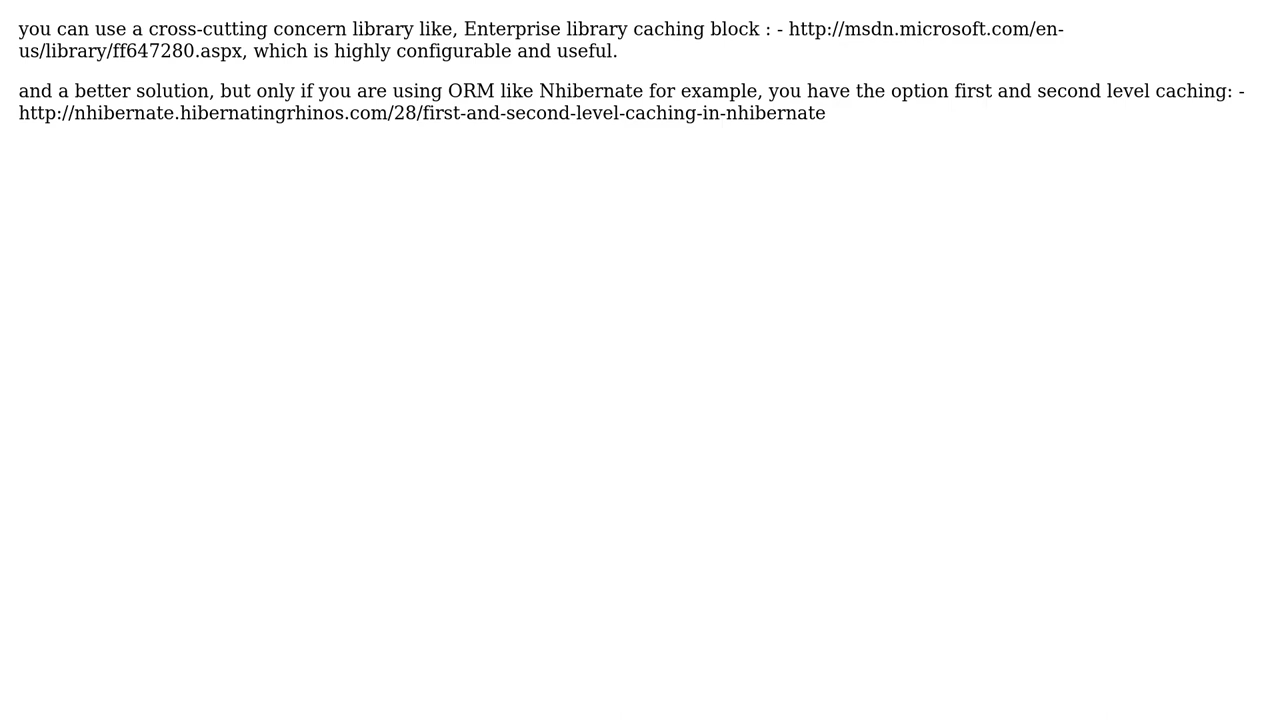 you can use a cross-cutting concern library like, Enterprise library caching block : - http://msdn.microsoft.com/en-
us/library/ff647280.aspx, which is highly configurable and useful.
and a better solution, but only if you are using ORM like Nhibernate for example, you have the option first and second level caching: -
http://nhibernate.hibernatingrhinos.com/28/first-and-second-level-caching-in-nhibernate